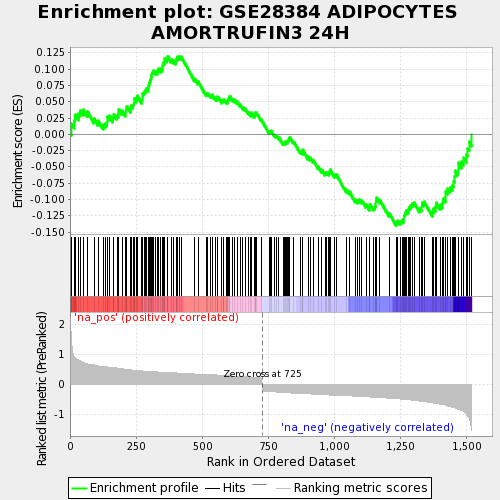 Enrichment plot: GSE28384 ADIPOCYTES
AMORTRUFIN3 24H
Enrichment score (ES)
0.125
0.100
0.075
0.050
0.025
0.000
-0.025
-0.050
-0.075
-0.100
-0.125
-0.150
'na_pos' (positively correlated)
Ranked list metric (PreRanked)
2
1
0
-1
Zero cross at 725
'na_neg' (negatively correlated)
0
250
500
750
1,000
1,250
1,500
Rank in Ordered Dataset
Enrichment profile
Hits
Ranking metric scores